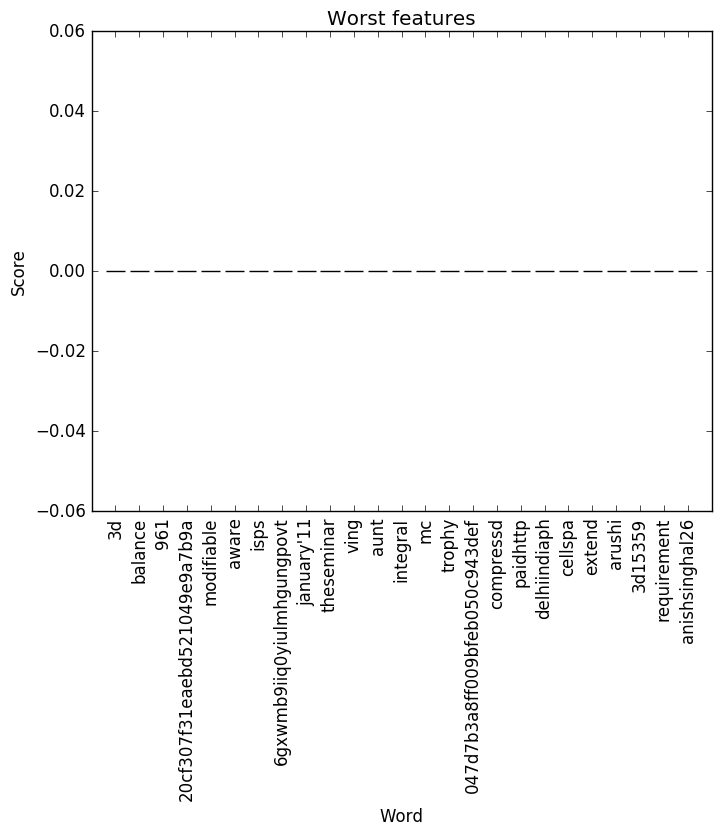 Worst features
0.06
0.04
0.02
0.00
−0.02
−0.04
−0.06
Score
3d
balance
961
20cf307f31eaebd521049e9a7b9a
modifiable
aware
isps
6gxwmb9iiq0yiulmhgungpovt
january'11
theseminar
ving
aunt
integral
mc
trophy
047d7b3a8ff009bfeb050c943def
compressd
paidhttp
delhiindiaph
cellspa
extend
arushi
3d15359
requirement
anishsinghal26
Word